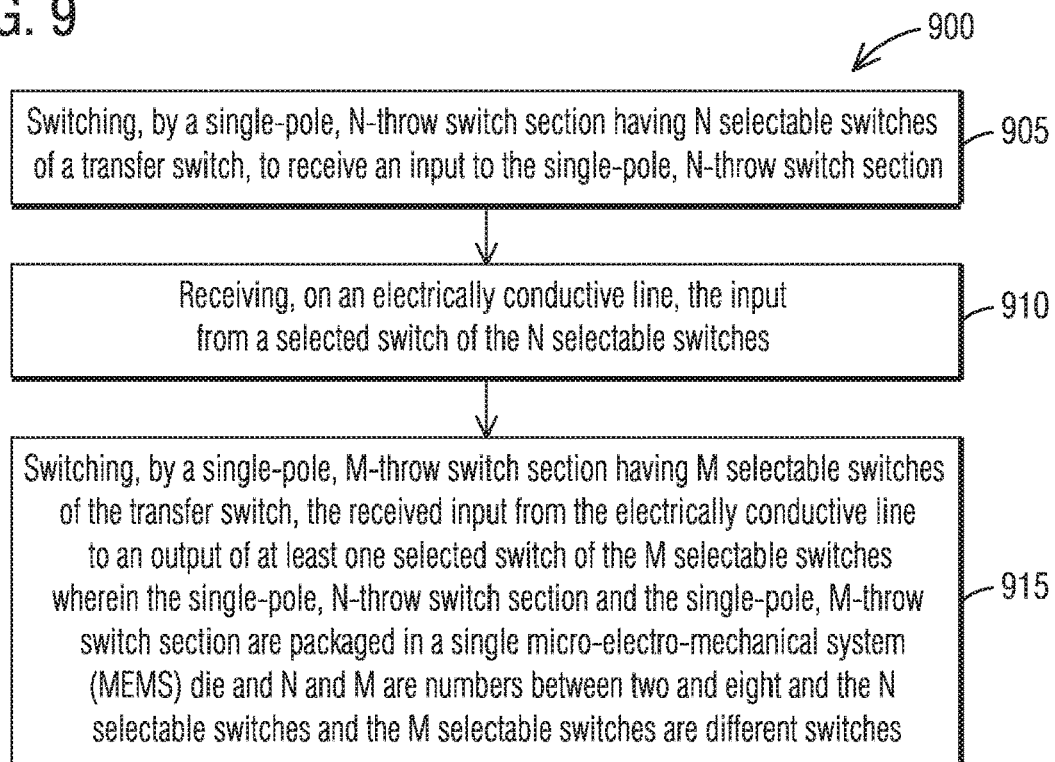 G. 9
900
Switching, by a single-pole, N-throw switch section having N selectable switches
of a transfer switch, to receive an input to the single-pole, N-throw switch section
905
Receiving, on an electrically conductive line, the input
from a selected switch of the N selectable switches
910
Switching, by a single-pole, M-throw switch section having M selectable switches
of the transfer switch, the received input from the electrically conductive line
to an output of at least one selected switch of the M selectable switches
wherein the single-pole, N-throw switch section and the single-pole, M-throw
switch section are packaged in a single micro-electro-mechanical system
(MEMS) die and N and M are numbers between two and eight and the N
selectable switches and the M selectable switches are different switches
915